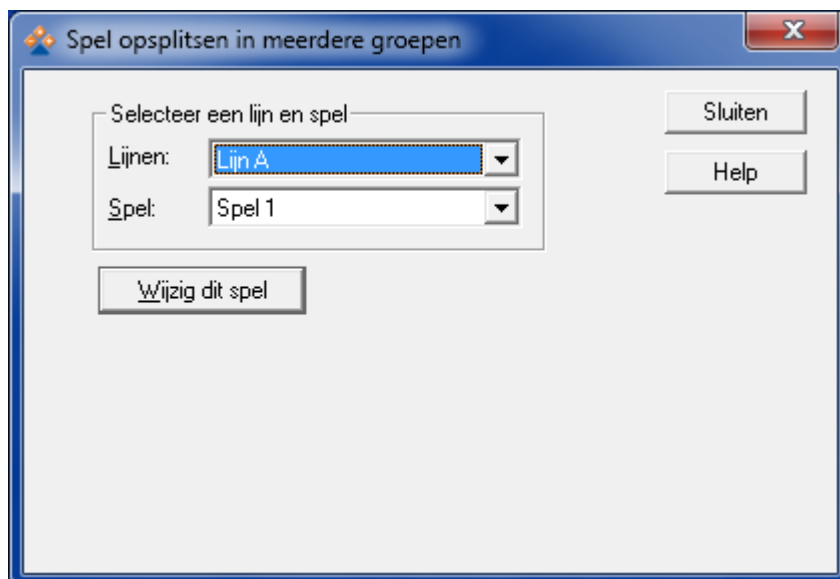 Spel opsplitsen in meerdere groepen
Selecteer een lijn en spel
Lijnen: Lijn A
Spel: Spel 1
Wijzig dit spel
Sluiten
Help